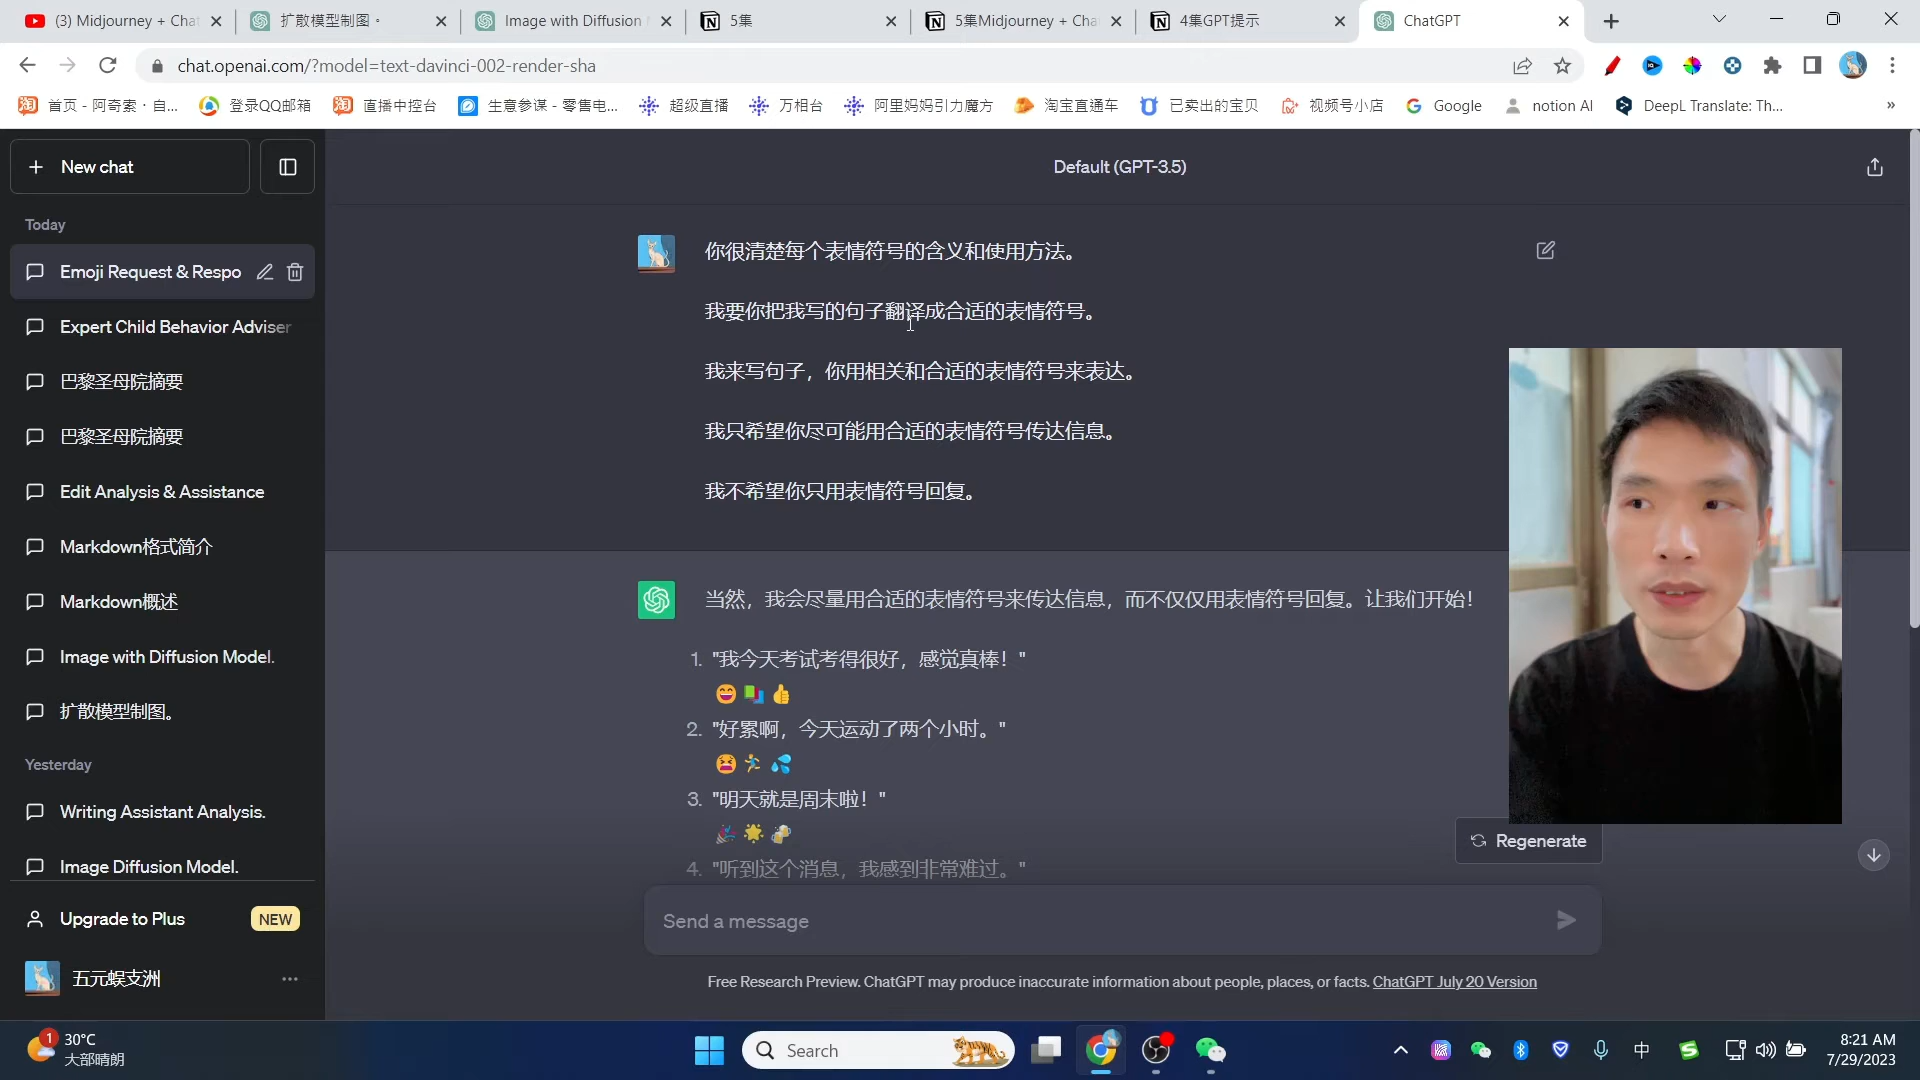 (3) Midjourney + Cha
扩散模型制图。
Image with Diffusion
5集
5集Midjourney + Cha
4集GPT提示
ChatGPT
chat.openai.com/?model=text-davinci-002-render-sha
首页 - 阿奇索 · 自...
登录QQ邮箱
直播中控台
生意参谋 - 零售电...
超级直播
万相台
阿里妈妈引力魔方
淘宝直通车
已卖出的宝贝
视频号小店
Google
notion AI
DeepL Translate: Th...
New chat
Default (GPT-3.5)
Today
Emoji Request & Respo
Expert Child Behavior Adviser
巴黎圣母院摘要
巴黎圣母院摘要
Edit Analysis & Assistance
Markdown格式简介
Markdown概述
Image with Diffusion Model.
扩散模型制图。
Yesterday
Writing Assistant Analysis.
Image Diffusion Model.
Upgrade to Plus
NEW
五元蜈支洲
你很清楚每个表情符号的含义和使用方法。
我要你把我写的句子翻译成合适的表情符号。
我来写句子，你用相关和合适的表情符号来表达。
我只希望你尽可能用合适的表情符号传达信息。
我不希望你只用表情符号回复。
当然，我会尽量用合适的表情符号来传达信息，而不仅仅用表情符号回复。让我们开始！
1. "我今天考试考得很好，感觉真棒！"
😄 📗 👍
2. "好累啊，今天运动了两个小时。"
😫 🏃 💦
3. "明天就是周末啦！"
🎉 🌟 🍻
4. "听到这个消息，我感到非常难过。"
Regenerate
Send a message
Free Research Preview. ChatGPT may produce inaccurate information about people, places, or facts. ChatGPT July 20 Version
1
30°C
大部晴朗
Search
中
8:21 AM
7/29/2023